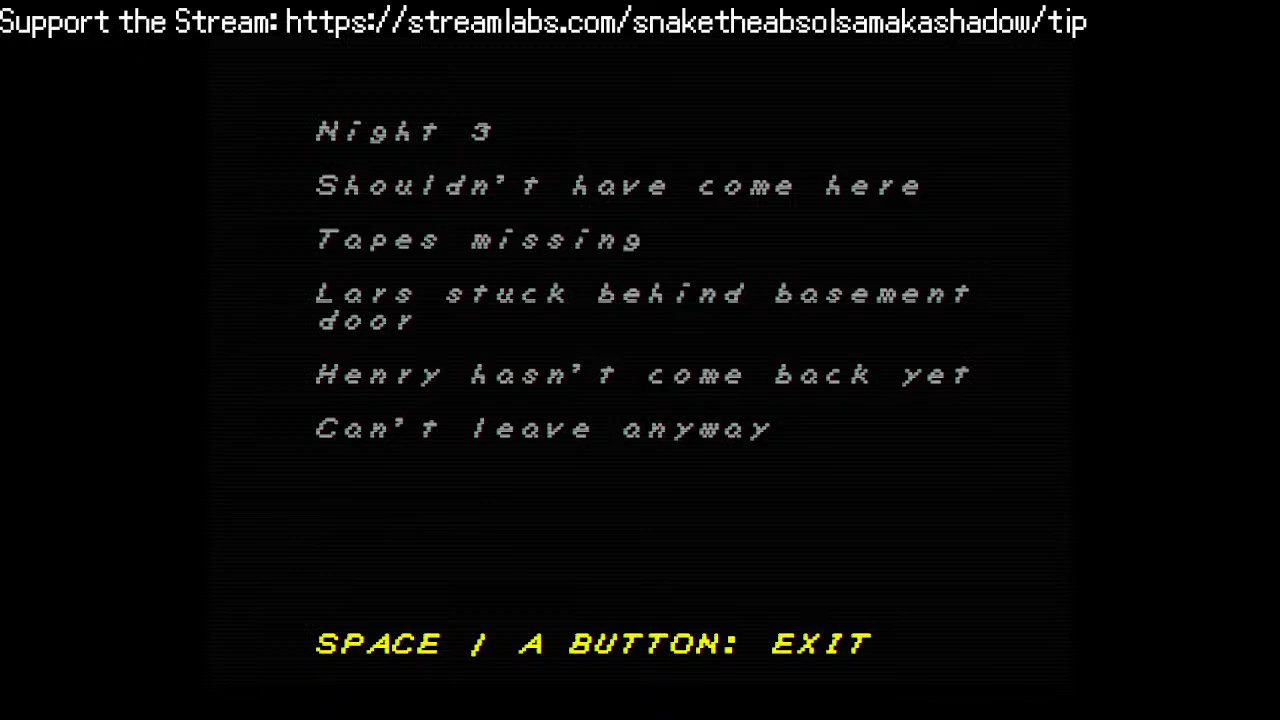 Support the Stream: https://streamlabs.com/snaketheabsolsamakashadow/tip
Night 3
Shouldn't have come here
Tapes missing
Lars stuck behind basement
door
Henry hasn't come back yet
Can't leave anyway
SPACE / A BUTTON: EXIT